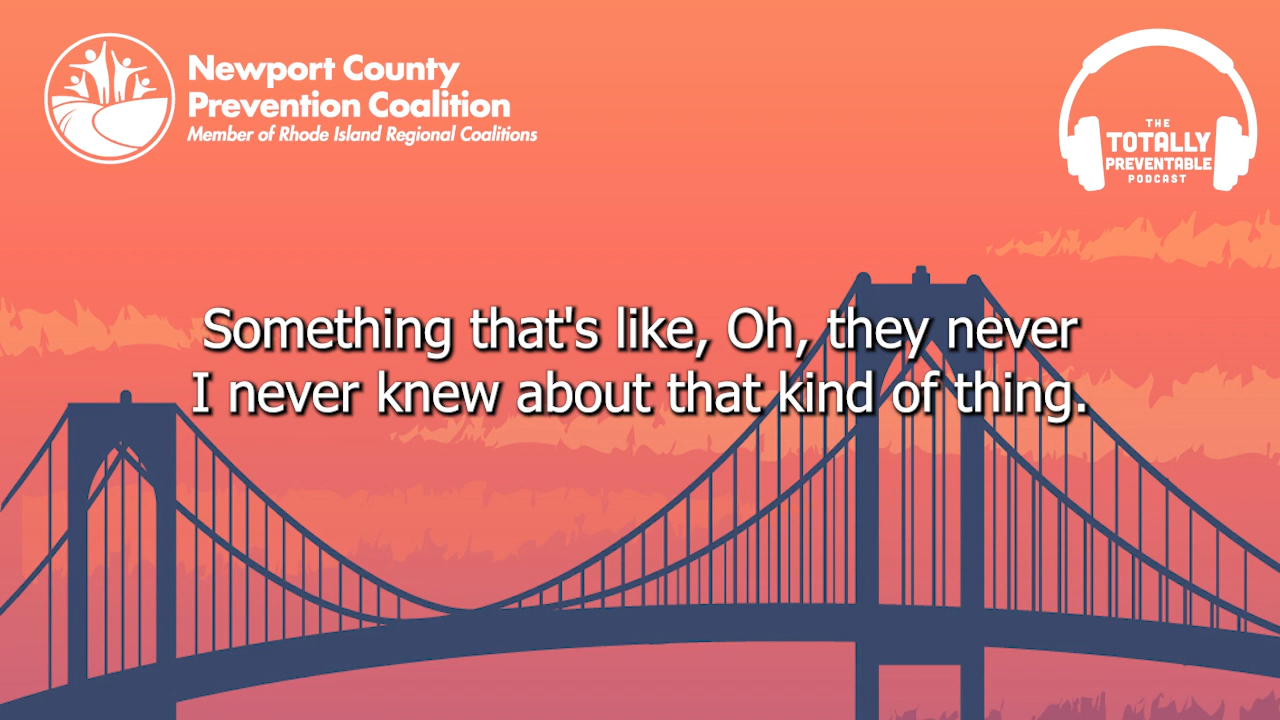 Newport County
Prevention Coalition
Member of Rhode Island Regional Coalitions
THE
TOTALLY
PREVENTABLE
PODCAST
Something that's like, Oh, they never
I never knew about that kind of thing.